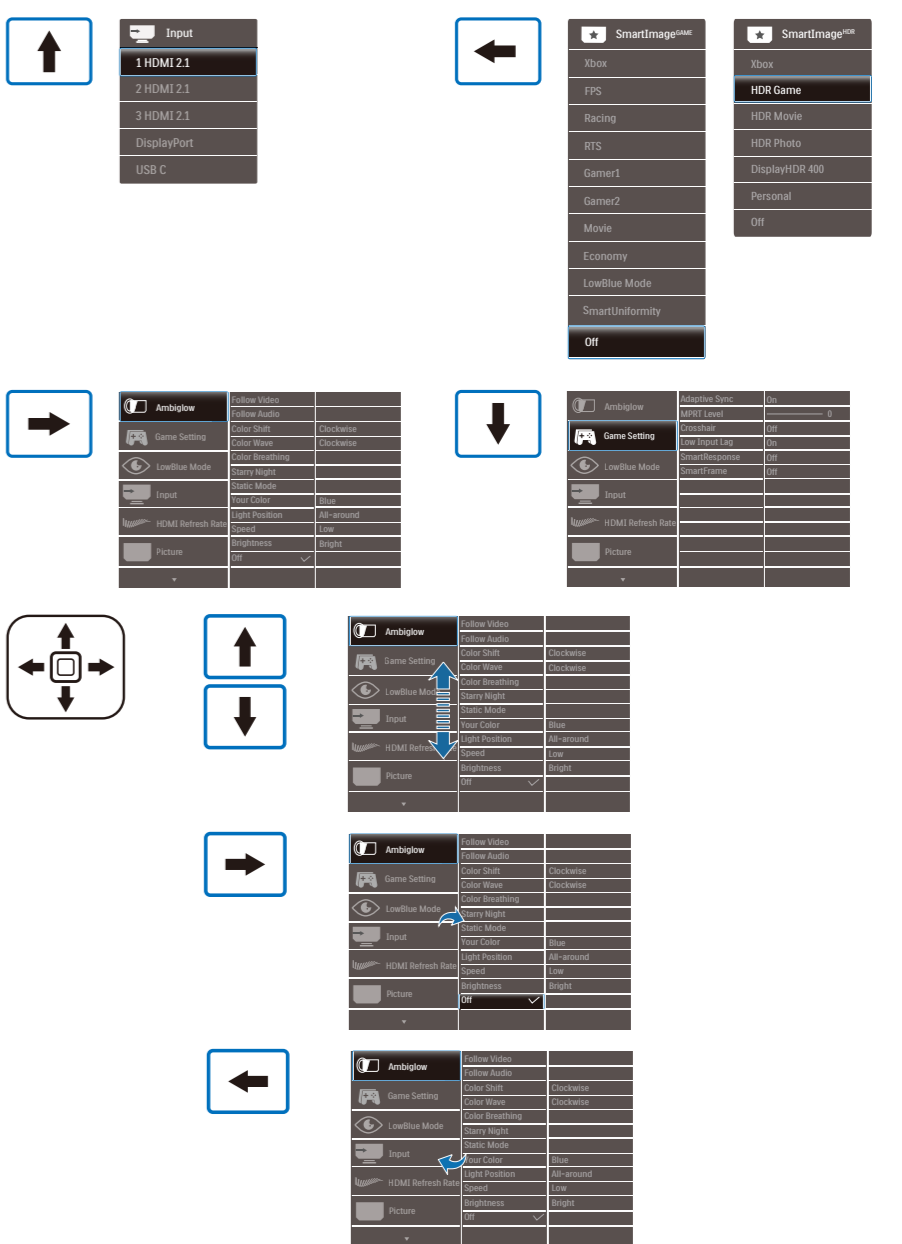 Input
1 HDMI 2.1
2 HDMI 2.1
3 HDMI 2.1
DisplayPort
USB C
SmartImageGAME
Xbox
FPS
Racing
RTS
Gamer1
Gamer2
Movie
Economy
LowBlue Mode
SmartUniformity
Off
SmartImageHDR
Xbox
HDR Game
HDR Movie
HDR Photo
DisplayHDR 400
Personal
Off
Ambiglow
Game Setting
LowBlue Mode
Input
HDMI Refresh Rate
Picture
Follow Video
Follow Audio
Color Shift Clockwise
Color Wave Clockwise
Color Breathing
Starry Night
Static Mode
Your Color Blue
Light Position All-around
Speed Low
Brightness Bright
Off
Ambiglow
Game Setting
LowBlue Mode
Input
HDMI Refresh Rate
Picture
Adaptive Sync On
MPRT Level 0
Crosshair Off
Low Input Lag On
SmartResponse Off
SmartFrame Off
Ambiglow
Game Setting
LowBlue Mode
Input
HDMI Refresh
Picture
Follow Video
Follow Audio
Color Shift Clockwise
Color Wave Clockwise
Color Breathing
Starry Night
Static Mode
Your Color Blue
Light Position All-around
Speed Low
Brightness Bright
Off
Ambiglow
Game Setting
LowBlue Mode
Input
HDMI Refresh Rate
Picture
Follow Video
Follow Audio
Color Shift Clockwise
Color Wave Clockwise
Color Breathing
Starry Night
Static Mode
Your Color Blue
Light Position All-around
Speed Low
Brightness Bright
Off
Ambiglow
Game Setting
LowBlue Mode
Input
HDMI Refresh Rate
Picture
Follow Video
Follow Audio
Color Shift Clockwise
Color Wave Clockwise
Color Breathing
Starry Night
Static Mode
Your Color Blue
Light Position All-around
Speed Low
Brightness Bright
Off